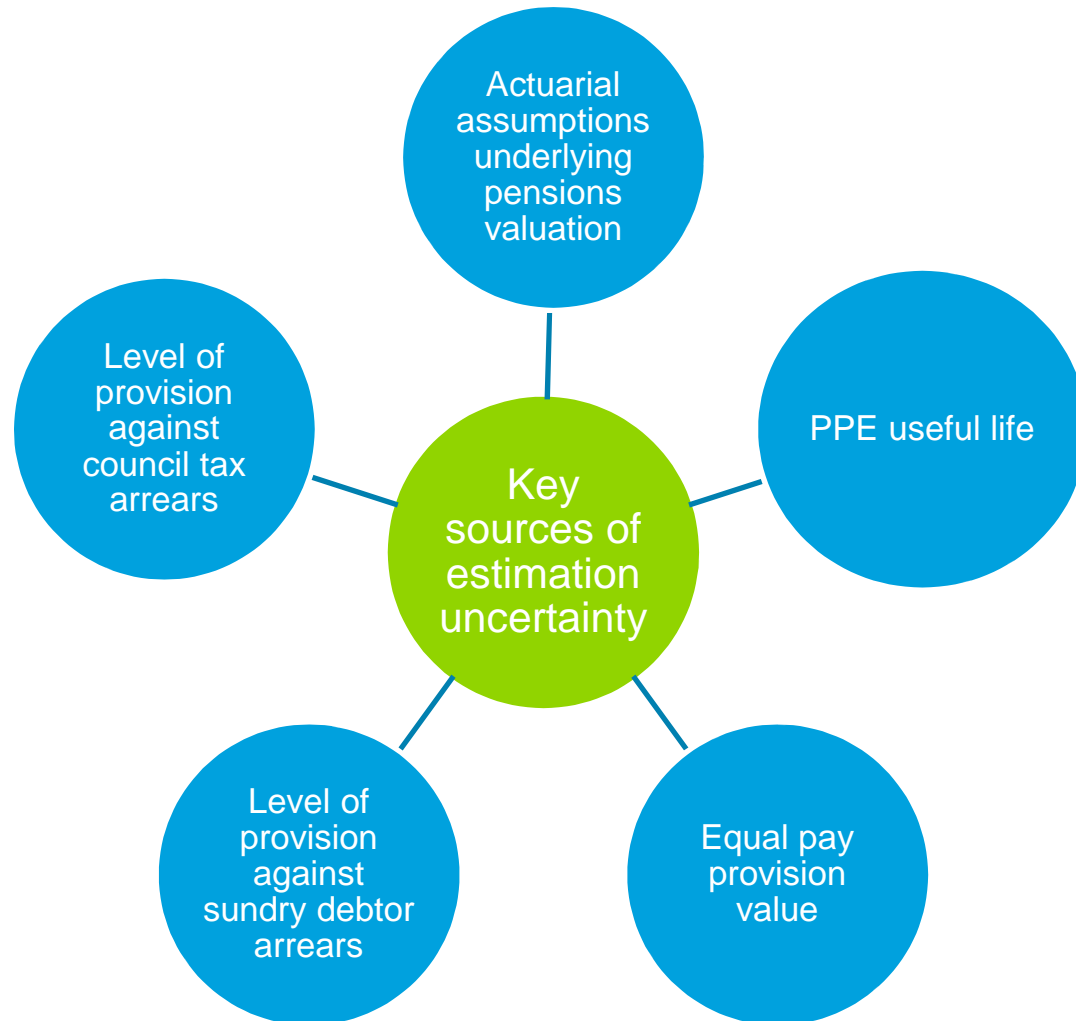 Actuarial
assumptions
underlying
pensions
valuation
Level of
provision
against
council tax
arrears
PPE useful life
Key
sources of
estimation
uncertainty
Level of
provision
against
sundry debtor
arrears
Equal pay
provision
value